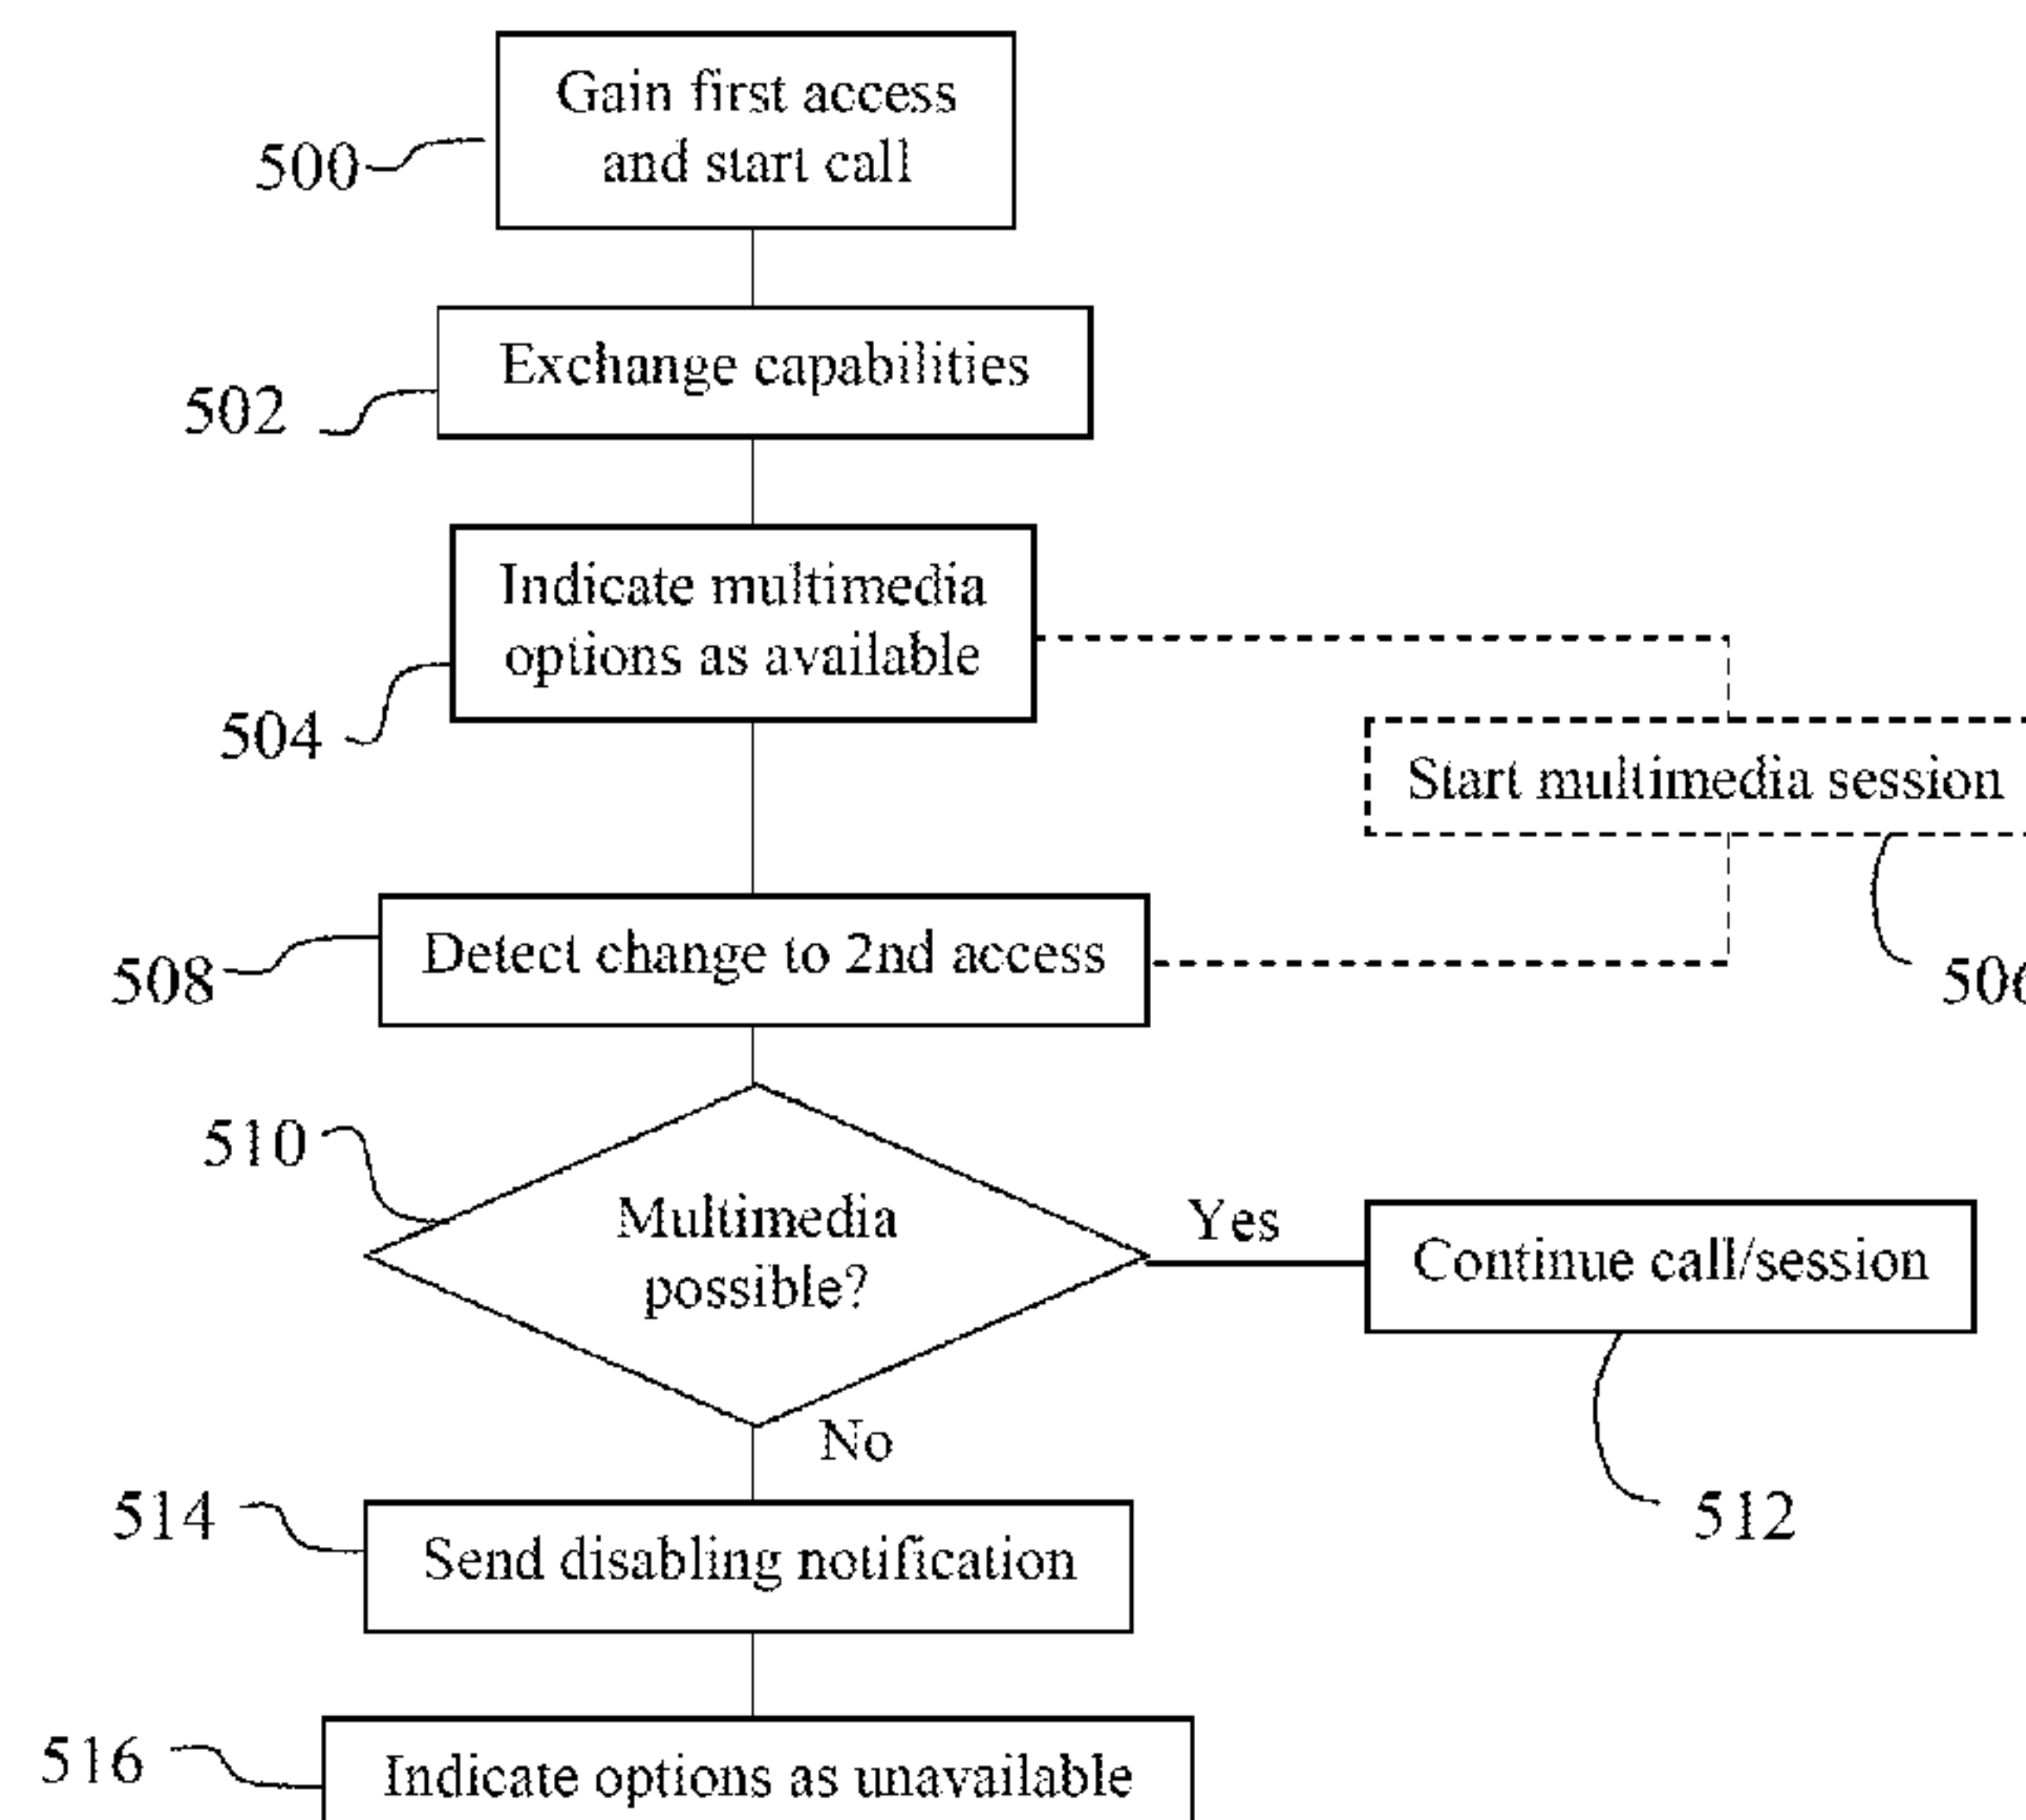 Gain first access
and start call
500
Exchange capabilities
502
Indicate multimedia
options as available
504
Start multimedia session
506
Detect change to 2nd access
508
510
Multimedia
possible?
Yes
Continue call/session
512
No
514
Send disabling notification
516
Indicate options as unavailable